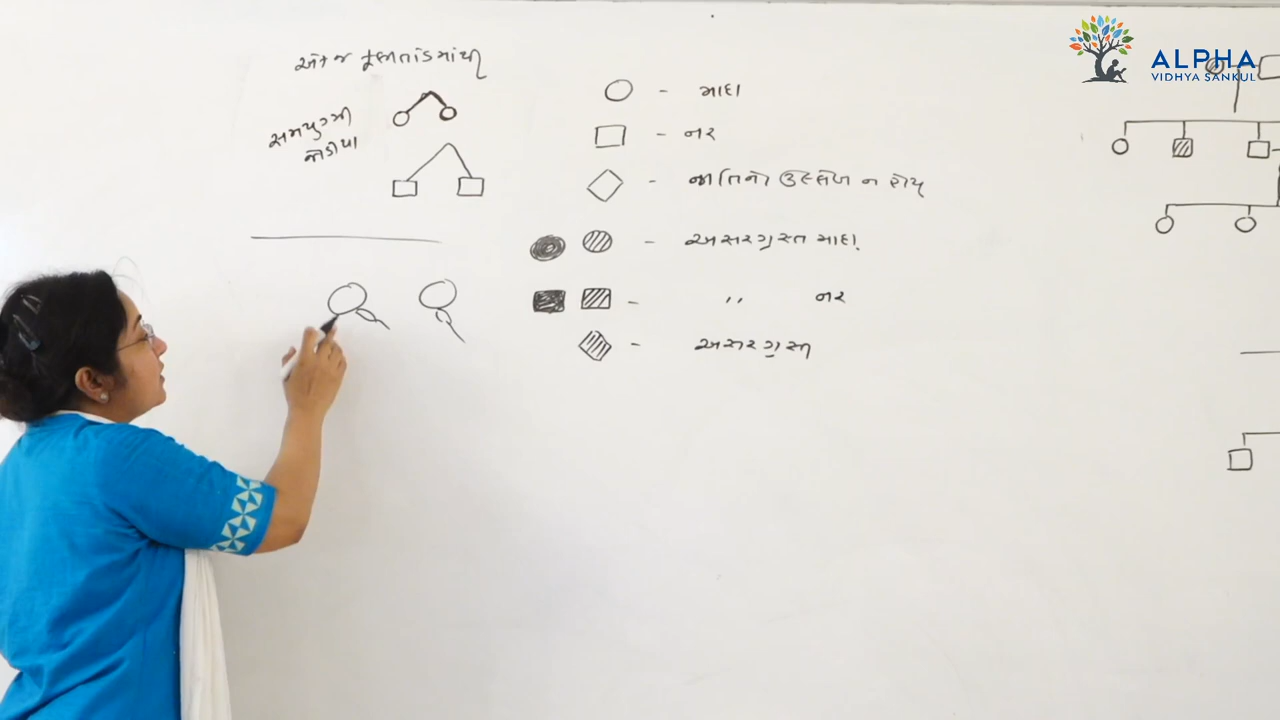 એક જ ફલિતાંડમાંથી
સમયુગ્મી
જોડીયા
- માદા
- નર
- જાતિનો ઉલ્લેખ ન હોય
- અસરગ્રસ્ત માદા
- ,, નર
- અસરગ્રસ્ત
ALPHA
VIDHYA SANKUL